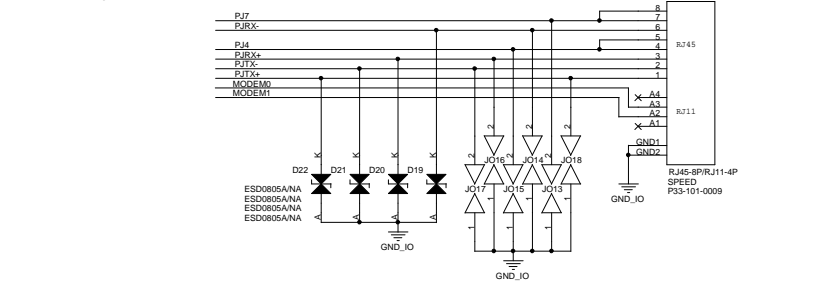 PJ7
PJRX-
PJ4
PJRX+
PJTX-
PJTX+
MODEM0
MODEM1
8
7
6
5
4
3
2
1
RJ45
A4
A3
A2
A1
RJ11
GND1
GND2
RJ45-8P/RJ11-4P
SPEED
P33-101-0009
GND_IO
K K K K
D22 D21 D20 D19
ESD0805A/NA
ESD0805A/NA
ESD0805A/NA
ESD0805A/NA
A A A A
GND_IO
2 2 2 2
JO16 JO14 JO18
JO17 JO15 JO13
1 1 1 1 1 1
GND_IO